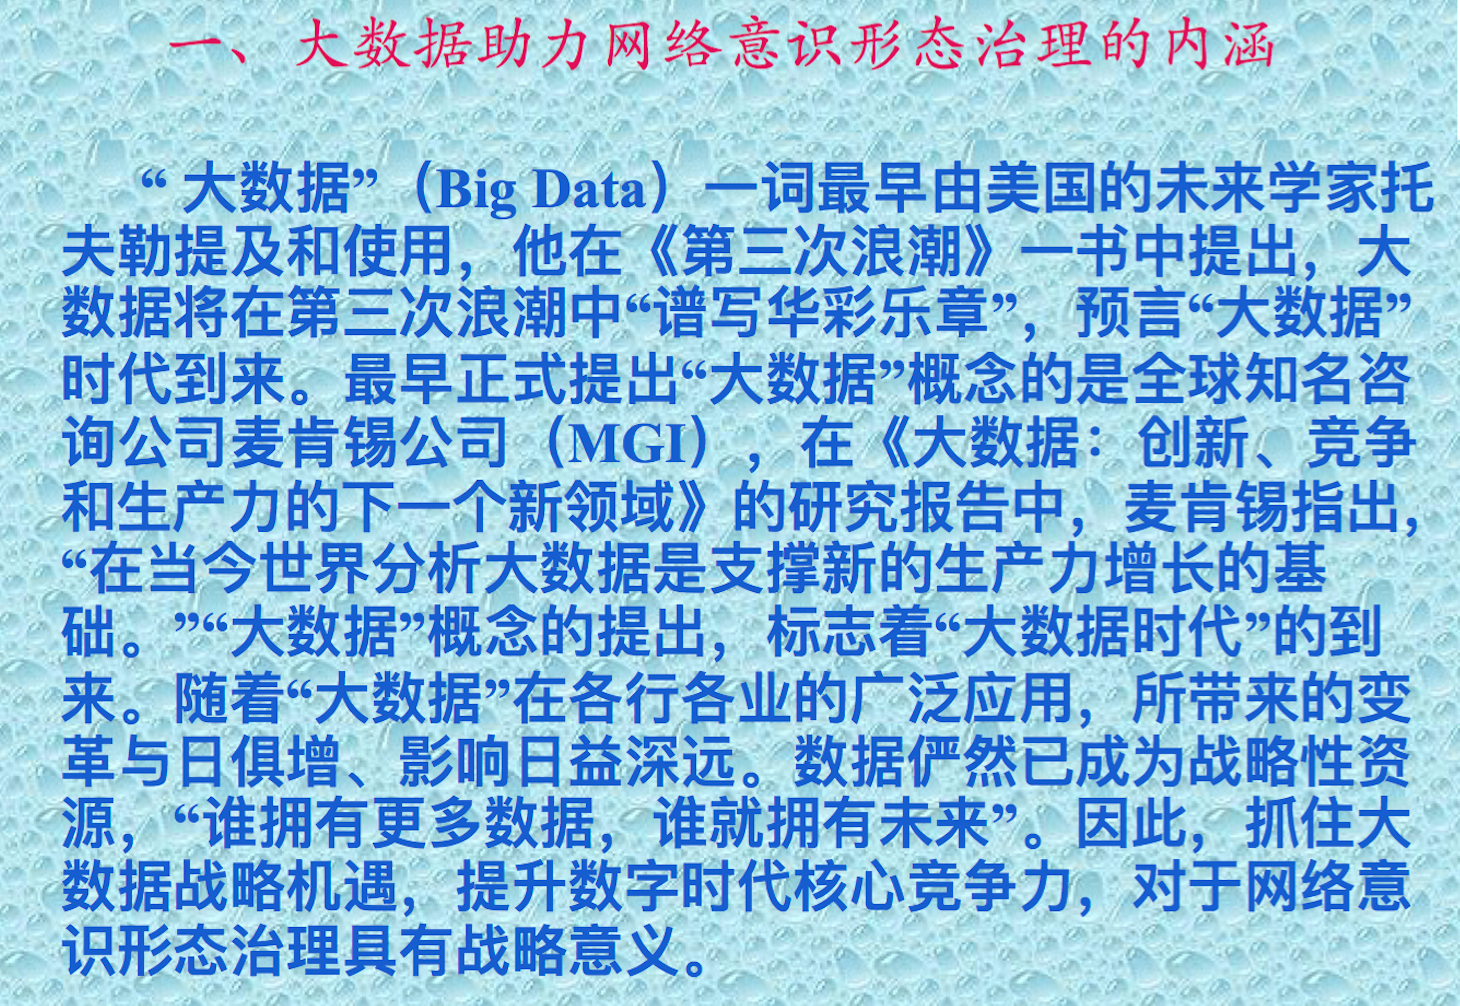 一、大数据助力网络意识形态治理的内涵
“ 大数据”（Big Data）一词最早由美国的未来学家托
夫勒提及和使用，他在《第三次浪潮》一书中提出，大
数据将在第三次浪潮中“谱写华彩乐章”，预言“大数据”
时代到来。最早正式提出“大数据”概念的是全球知名咨
询公司麦肯锡公司（MGI），在《大数据：创新、竞争
和生产力的下一个新领域》的研究报告中，麦肯锡指出，
“在当今世界分析大数据是支撑新的生产力增长的基
础。”“大数据”概念的提出，标志着“大数据时代”的到
来。随着“大数据”在各行各业的广泛应用，所带来的变
革与日俱增、影响日益深远。数据俨然已成为战略性资
源，“谁拥有更多数据，谁就拥有未来”。因此，抓住大
数据战略机遇，提升数字时代核心竞争力，对于网络意
识形态治理具有战略意义。